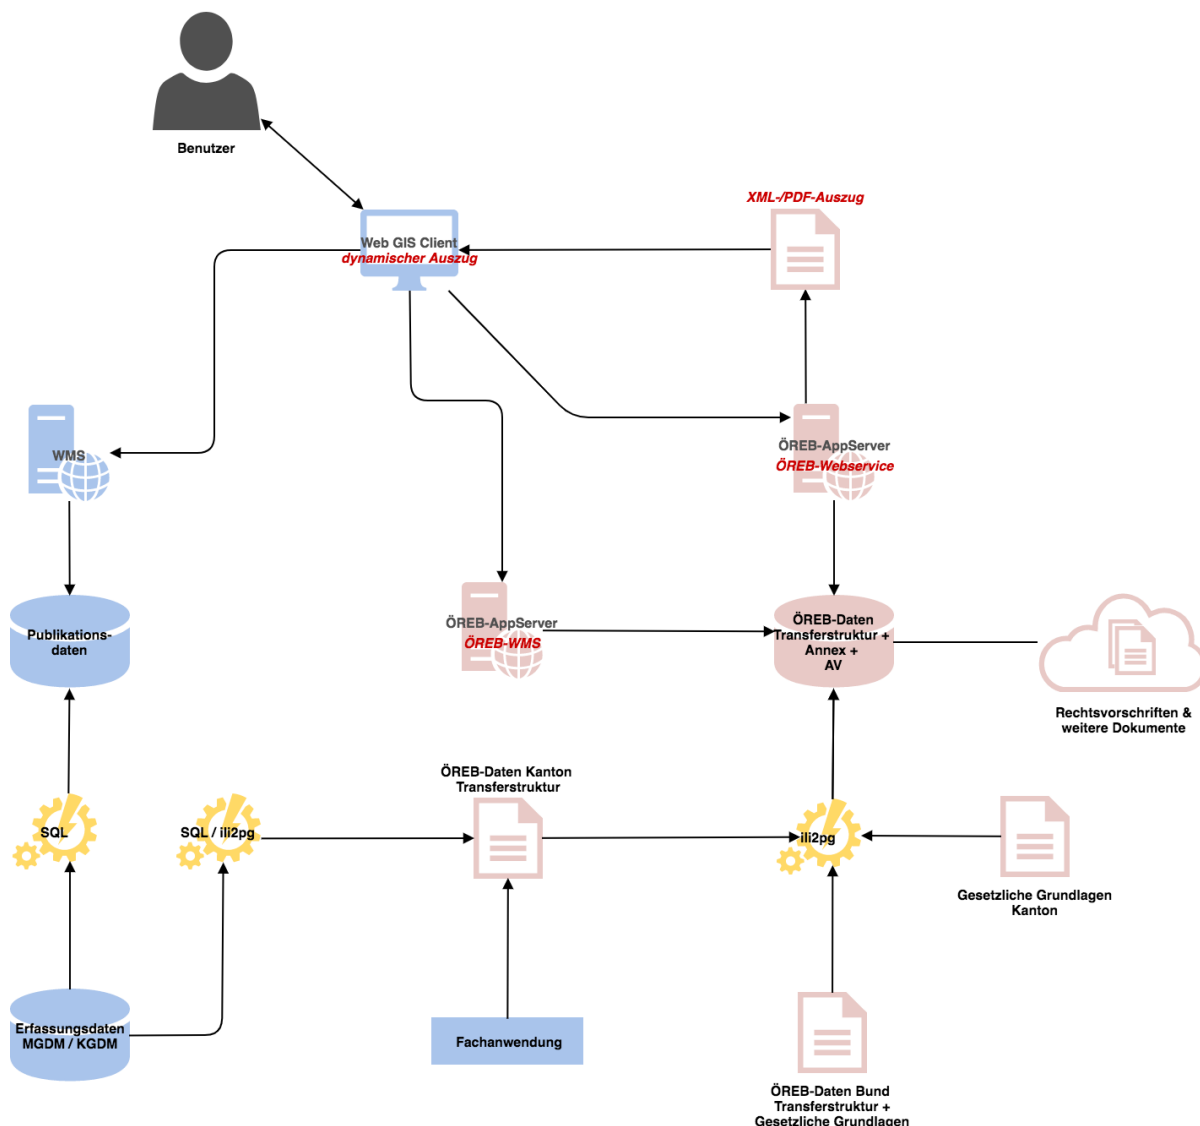 Benutzer
XML-/PDF-Auszug
Web GIS Client
dynamischer Auszug
WMS
ÖREB-AppServer
ÖREB-Webservice
Publikations-
daten
ÖREB-AppServer
ÖREB-WMS
ÖREB-Daten
Transferstruktur +
Annex +
AV
Rechtsvorschriften &
weitere Dokumente
ÖREB-Daten Kanton
Transferstruktur
SQL
SQL / ili2pg
ili2pg
Gesetzliche Grundlagen
Kanton
Erfassungsdaten
MGDM / KGDM
Fachanwendung
ÖREB-Daten Bund
Transferstruktur +
Gesetzliche Grundlagen